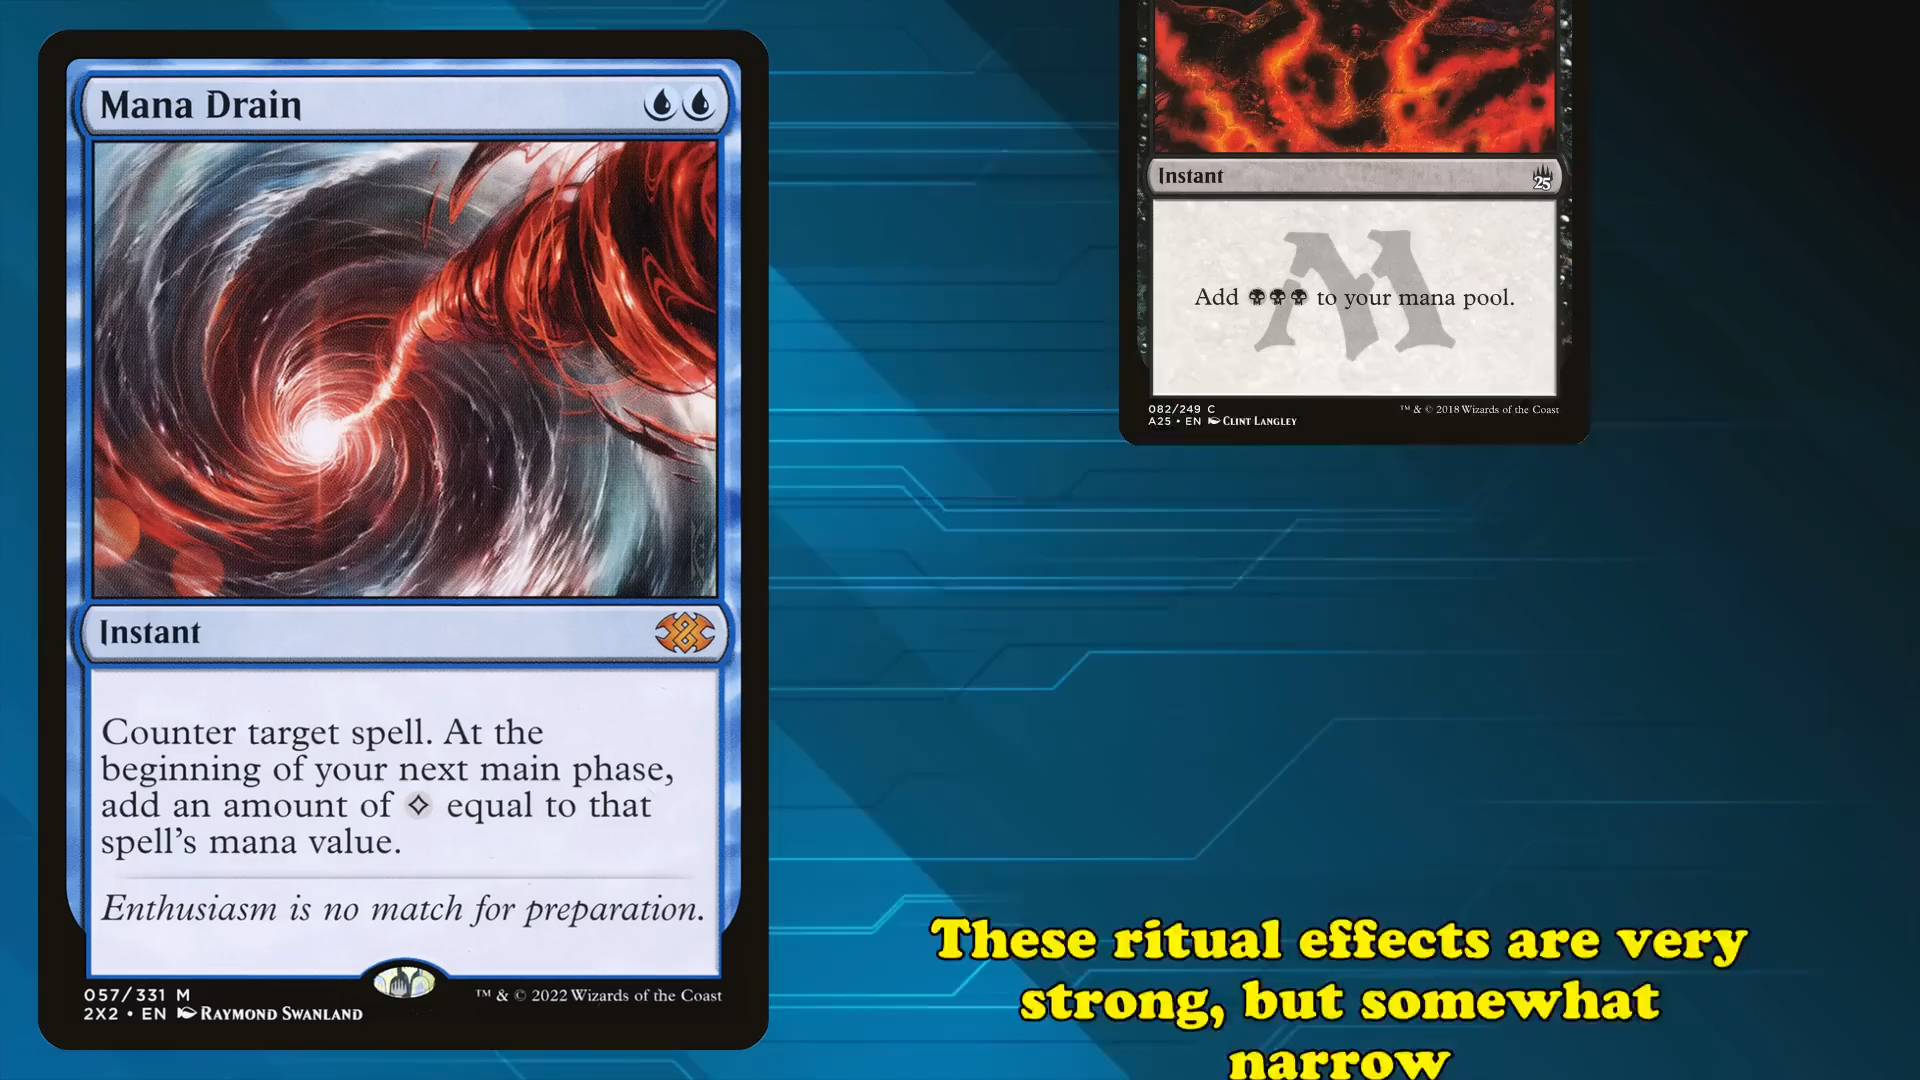 Mana Drain
Instant
Counter target spell. At the
beginning of your next main phase,
add an amount of equal to that
spell's mana value.
Enthusiasm is no match for preparation.
057/331 M
2X2 • EN Raymond Swanland
™ & © 2022 Wizards of the Coast
Instant
25
Add to your mana pool.
082/249 C
A25 • EN Clint Langley
™ & © 2018 Wizards of the Coast
These ritual effects are very
strong, but somewhat
narrow